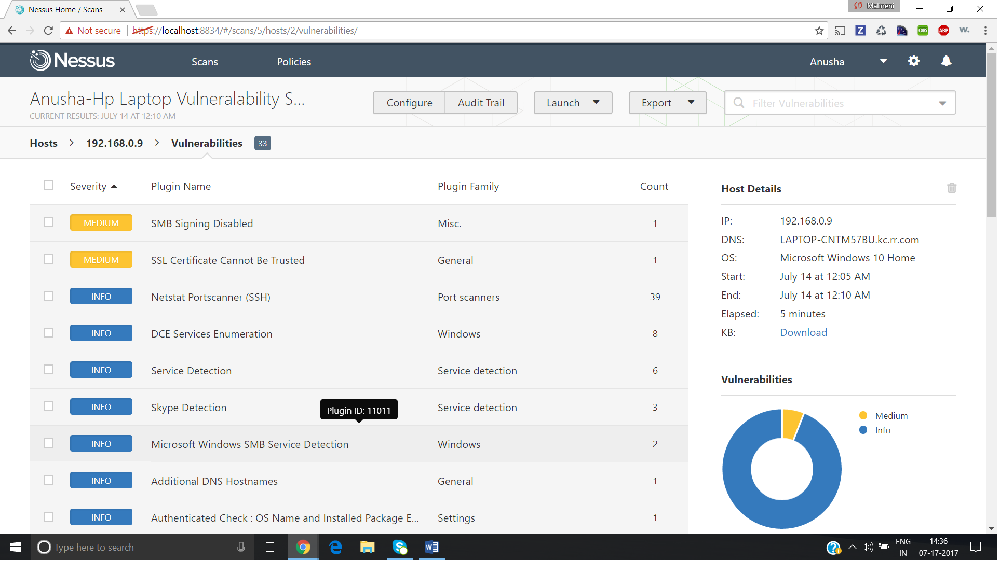 Nessus Home / Scans
Malineni
Not secure https://localhost:8834/#/scans/5/hosts/2/vulnerabilities/
Z CORS ABP w.
Nessus Scans Policies Anusha
Anusha-Hp Laptop Vulneralability S...
CURRENT RESULTS: JULY 14 AT 12:10 AM
Configure Audit Trail Launch Export Filter Vulnerabilities
Hosts > 192.168.0.9 > Vulnerabilities 33
Severity Plugin Name Plugin Family Count
MEDIUM SMB Signing Disabled Misc. 1
MEDIUM SSL Certificate Cannot Be Trusted General 1
INFO Netstat Portscanner (SSH) Port scanners 39
INFO DCE Services Enumeration Windows 8
INFO Service Detection Service detection 6
INFO Skype Detection Service detection 3
Plugin ID: 11011
INFO Microsoft Windows SMB Service Detection Windows 2
INFO Additional DNS Hostnames General 1
INFO Authenticated Check : OS Name and Installed Package E... Settings 1
Host Details
IP: 192.168.0.9
DNS: LAPTOP-CNTM57BU.kc.rr.com
OS: Microsoft Windows 10 Home
Start: July 14 at 12:05 AM
End: July 14 at 12:10 AM
Elapsed: 5 minutes
KB: Download
Vulnerabilities
Medium
Info
Type here to search
ENG
IN
14:36
07-17-2017